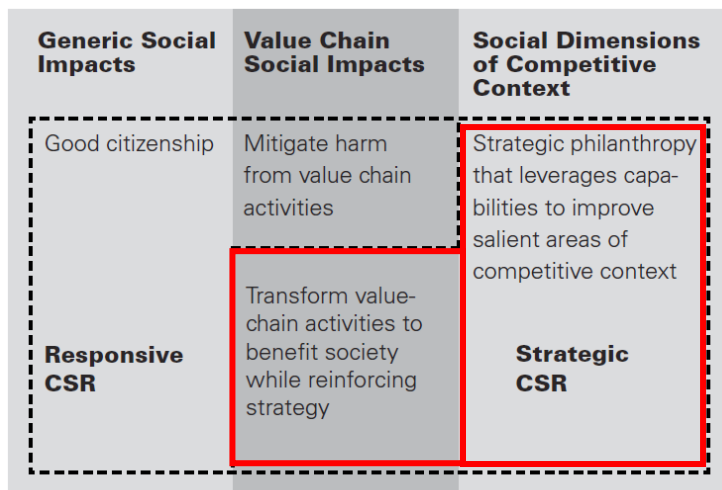 Generic Social
Impacts
Value Chain
Social Impacts
Social Dimensions
of Competitive
Context
Good citizenship
Mitigate harm
from value chain
activities
Strategic philanthropy
that leverages capa-
bilities to improve
salient areas of
competitive context
Transform value-
chain activities to
benefit society
while reinforcing
strategy
Responsive
CSR
Strategic
CSR